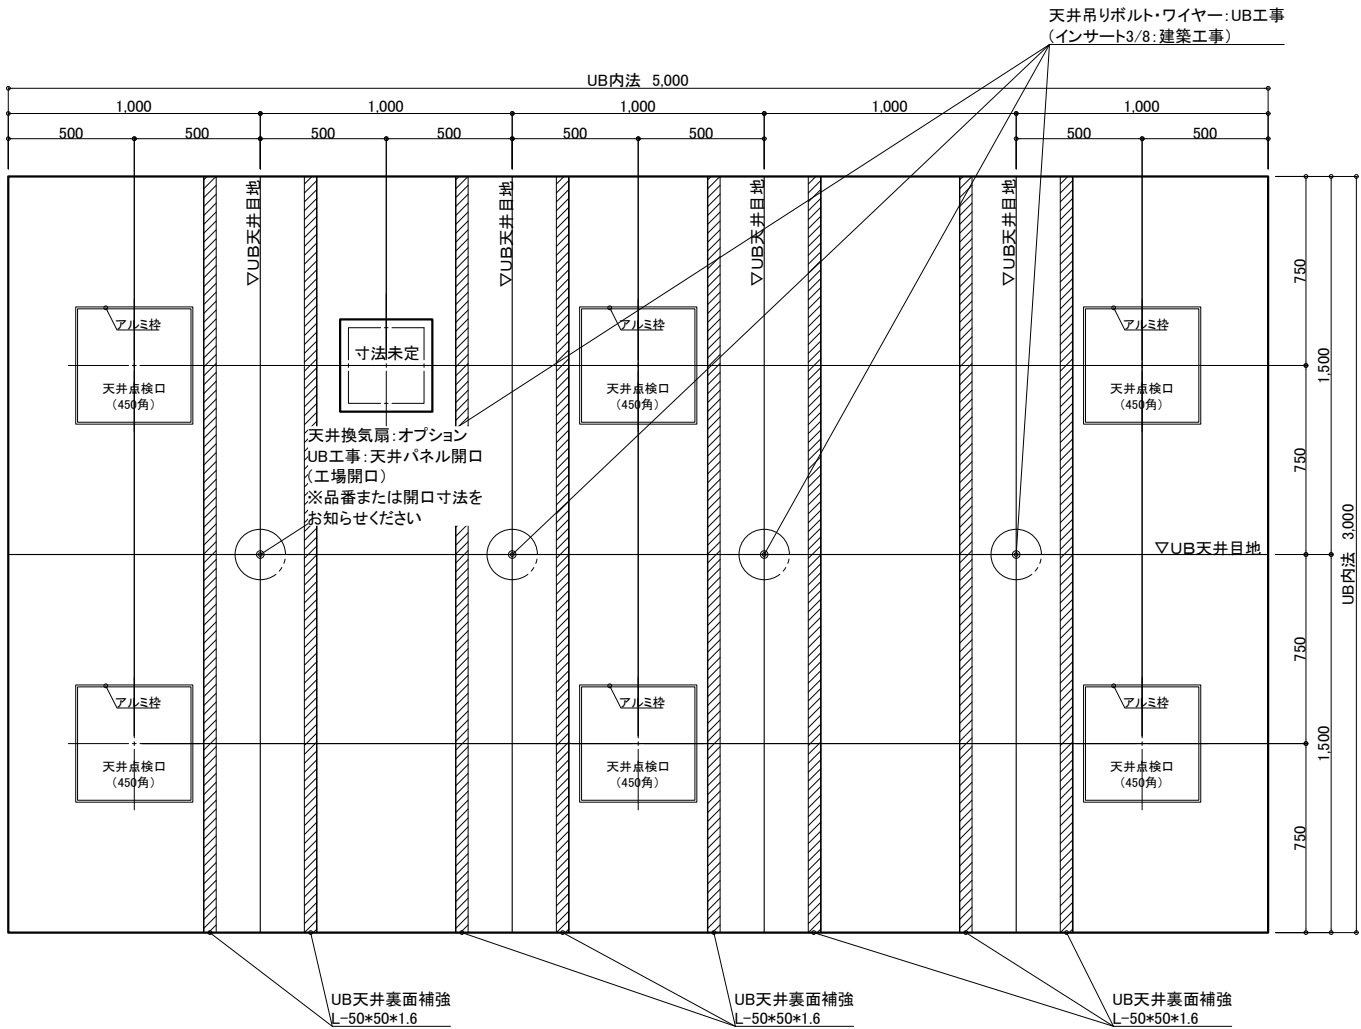 天井吊りボルト・ワイヤー：UB工事
（インサート3/8：建築工事）
UB内法 5,000
1,000
1,000
1,000
1,000
1,000
500
500
500
500
500
500
500
500
▽UB天井目地
▽UB天井目地
▽UB天井目地
▽UB天井目地
アルミ枠
天井点検口
（450角）
寸法未定
アルミ枠
天井点検口
（450角）
アルミ枠
天井点検口
（450角）
天井換気扇：オプション
UB工事：天井パネル開口
（工場開口）
※品番または開口寸法を
お知らせください
▽UB天井目地
アルミ枠
天井点検口
（450角）
アルミ枠
天井点検口
（450角）
アルミ枠
天井点検口
（450角）
750
750
750
750
1,500
1,500
UB内法 3,000
UB天井裏面補強
L-50*50*1.6
UB天井裏面補強
L-50*50*1.6
UB天井裏面補強
L-50*50*1.6